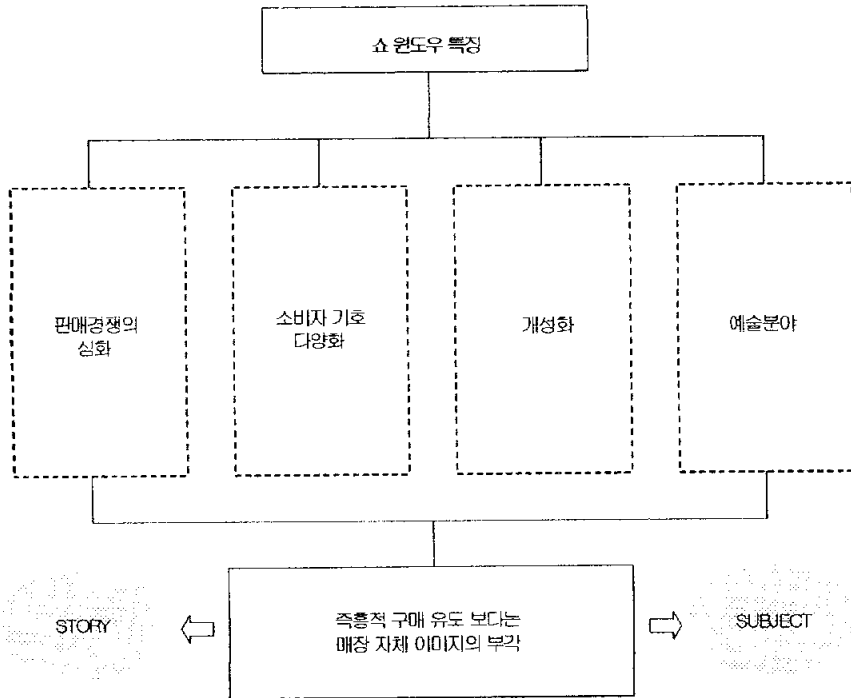 쇼 윈도우 특징
판매경쟁의
심화
소비자 기호
다양화
개성화
예술분야
STORY
즉흥적 구매 유도 보다는
매장 자체 이미지의 부각
SUBJECT